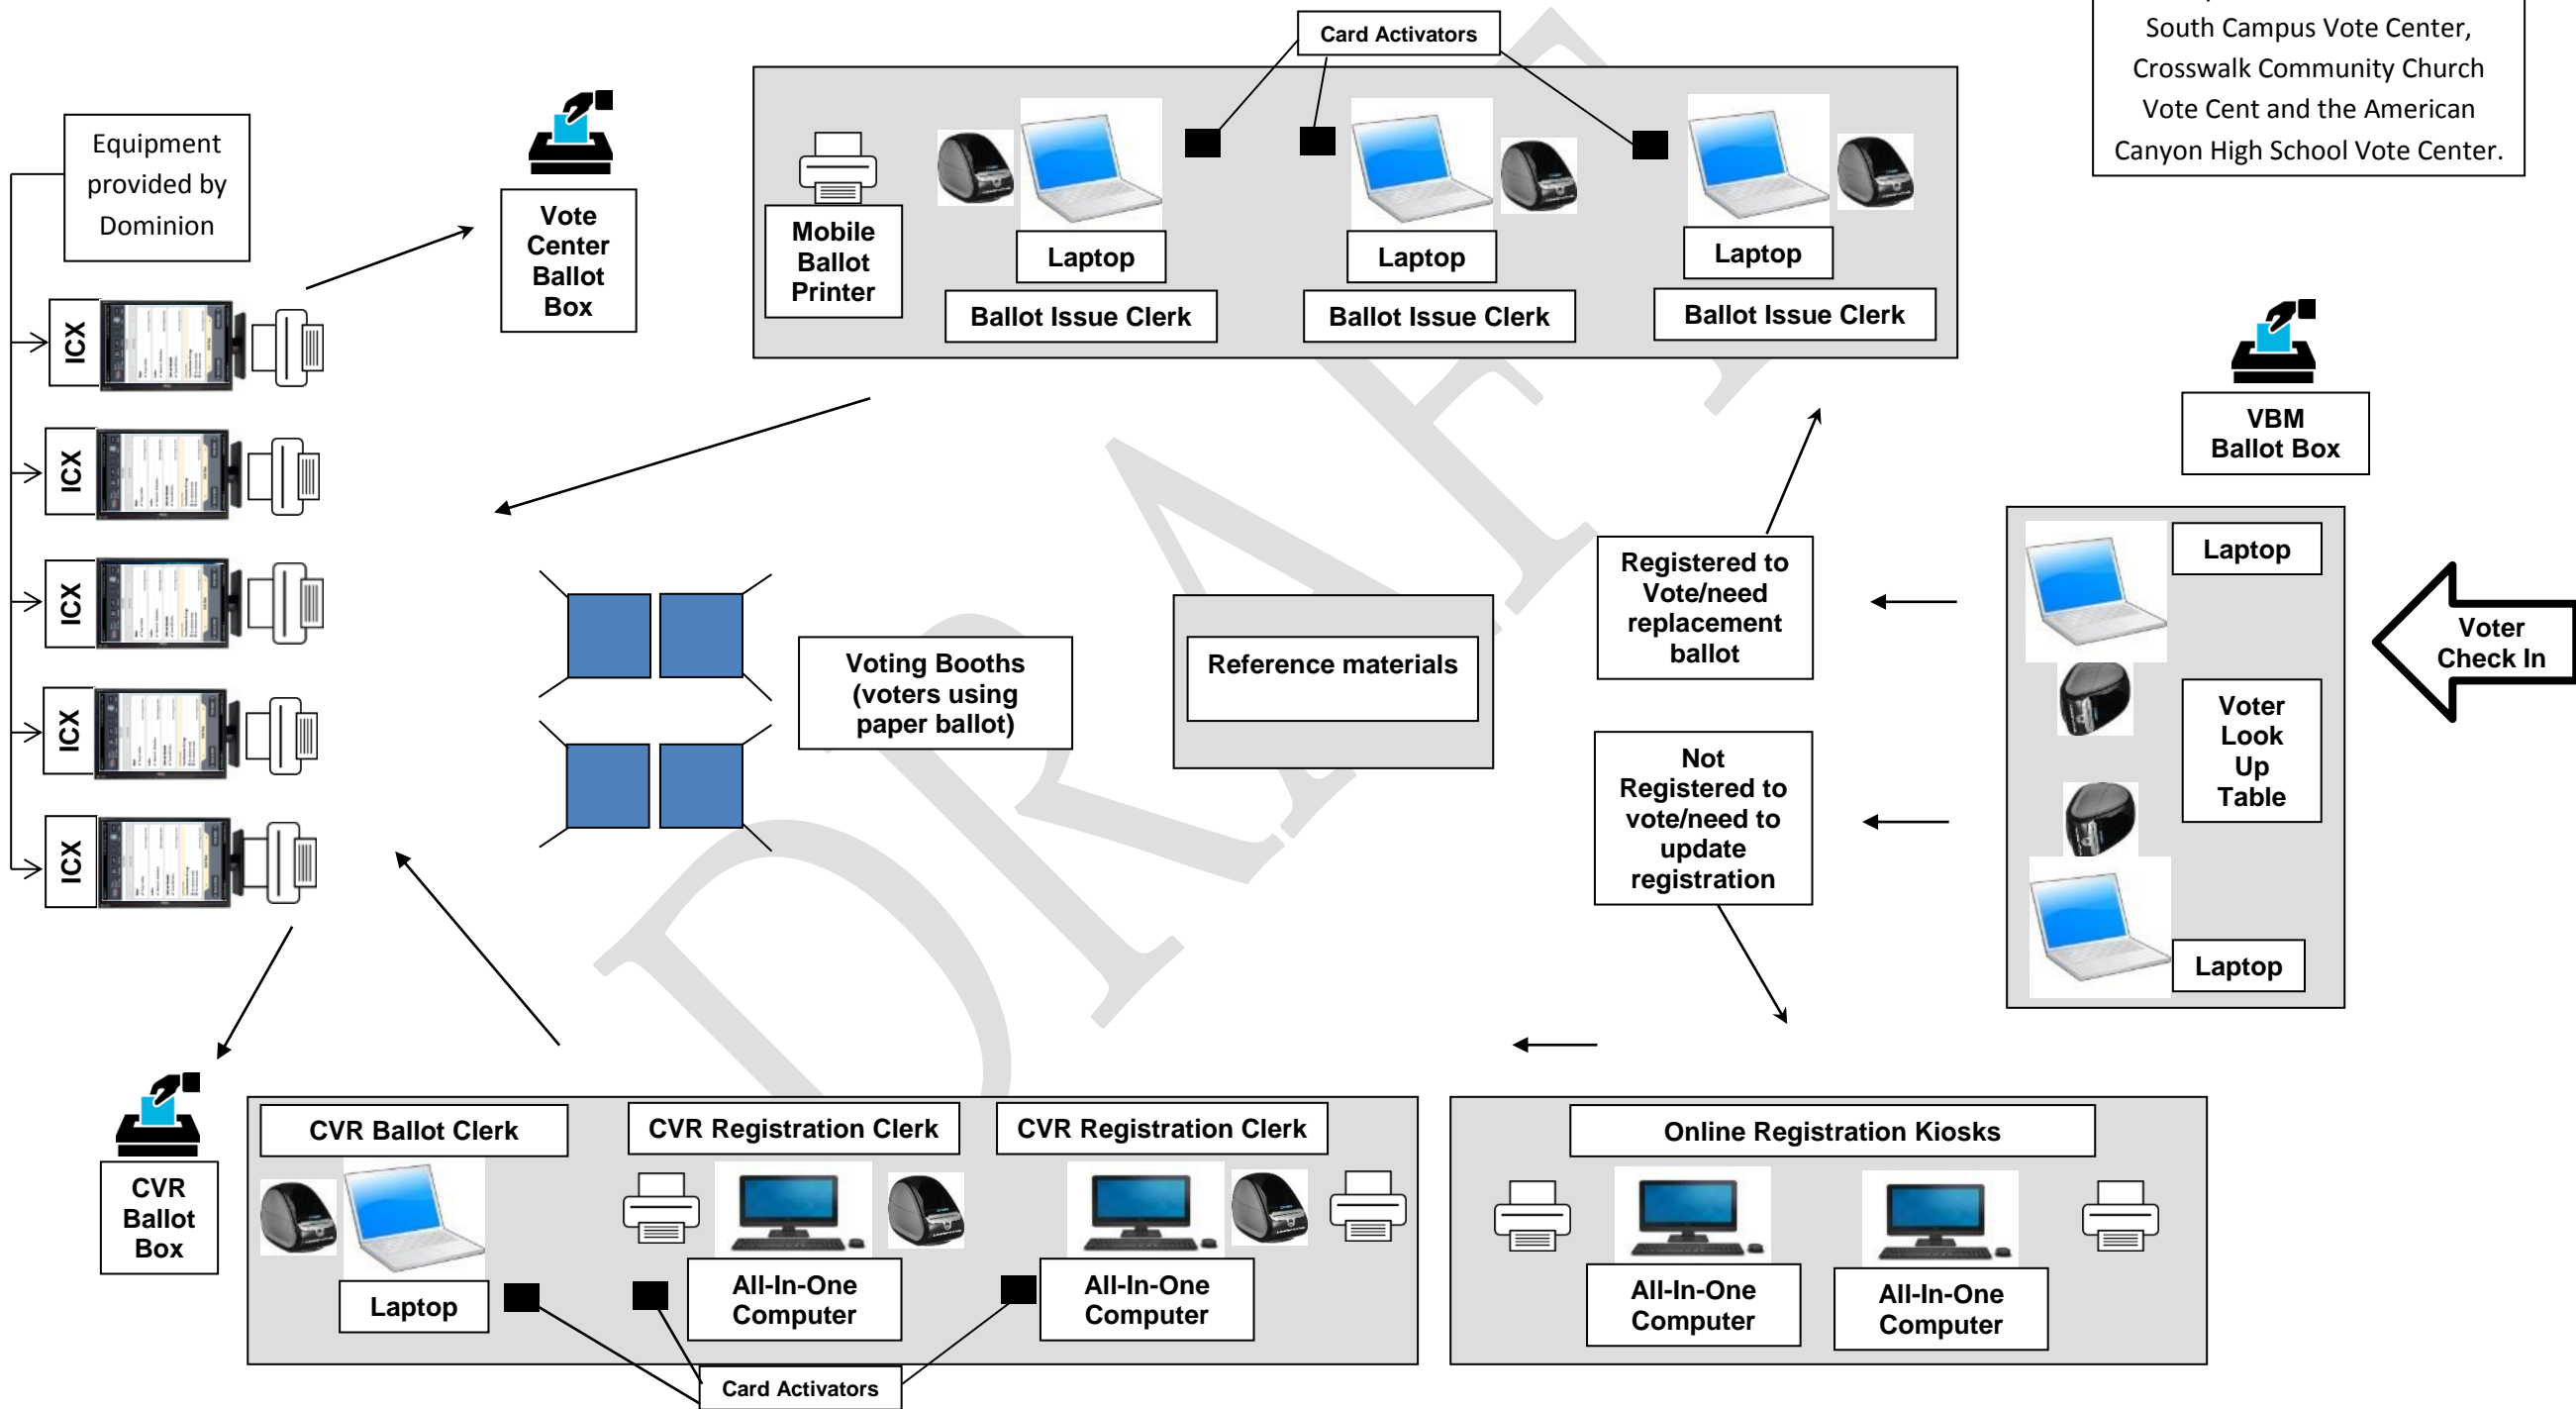 Card Activators
South Campus Vote Center,
Crosswalk Community Church
Vote Cent and the American
Canyon High School Vote Center.
Equipment
provided by
Dominion
Vote
Center
Ballot
Box
Mobile
Ballot
Printer
Laptop
Laptop
Laptop
Ballot Issue Clerk
Ballot Issue Clerk
Ballot Issue Clerk
ICX
ICX
ICX
ICX
ICX
VBM
Ballot Box
Registered to
Vote/need
replacement
ballot
Laptop
Voter
Check In
Voting Booths
(voters using
paper ballot)
Reference materials
Voter
Look
Up
Table
Not
Registered to
vote/need to
update
registration
Laptop
DRAFT
CVR
Ballot
Box
CVR Ballot Clerk
CVR Registration Clerk
CVR Registration Clerk
Online Registration Kiosks
Laptop
All-In-One
Computer
All-In-One
Computer
All-In-One
Computer
All-In-One
Computer
Card Activators